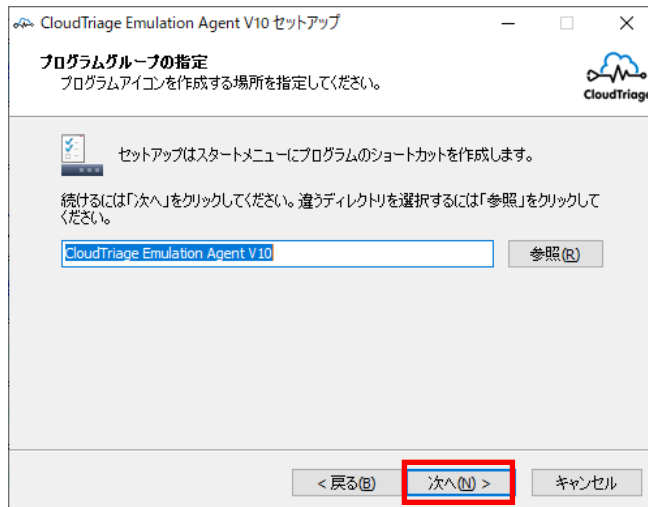 CloudTriage Emulation Agent V10 セットアップ
プログラムグループの指定
プログラムアイコンを作成する場所を指定してください。
CloudTriage
セットアップはスタートメニューにプログラムのショートカットを作成します。
続けるには「次へ」をクリックしてください。違うディレクトリを選択するには「参照」をクリックして
ください。
CloudTriage Emulation Agent V10
参照(R)
< 戻る(B)
次へ(N) >
キャンセル